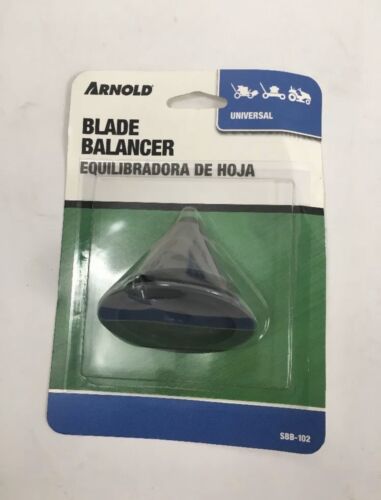 ARNOLD
UNIVERSAL
BLADE
BALANCER
EQUILIBRADORA DE HOJA
SBB-102